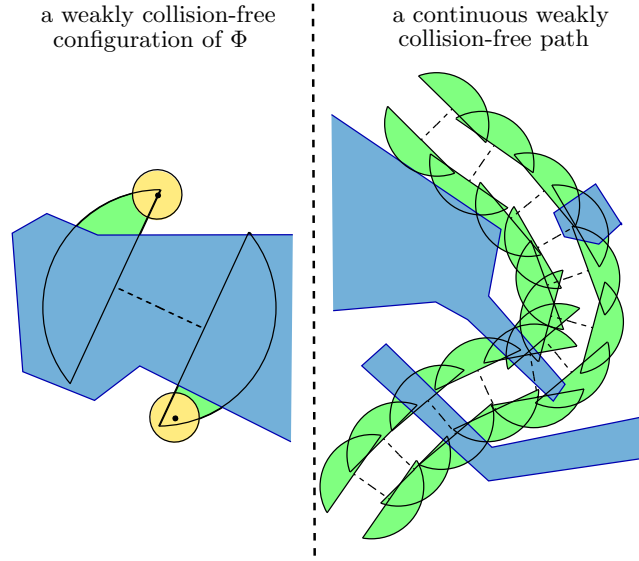 a weakly collision-free
configuration of Φ
a continuous weakly
collision-free path